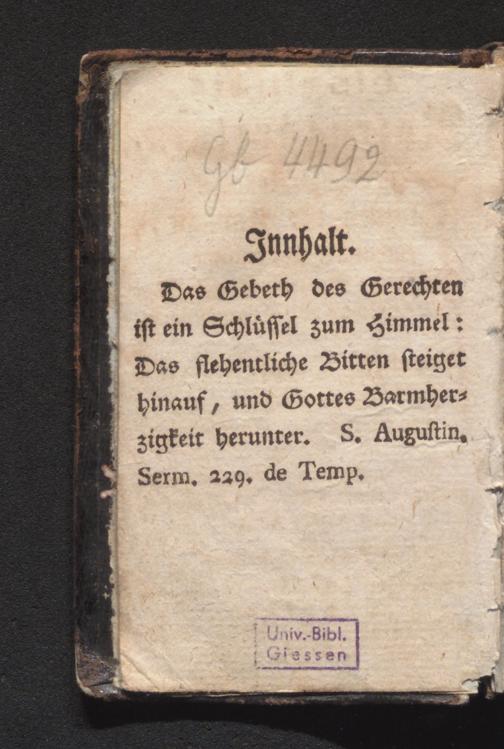 Gb 4492
Innhalt.
Das Gebeth des Gerechten
ist ein Schlüssel zum Himmel:
Das flehentliche Bitten steiget
hinauf, und Gottes Barmher-
zigkeit herunter. S. Augustin.
Serm. 229. de Temp.
Univ.-Bibl.
Giessen